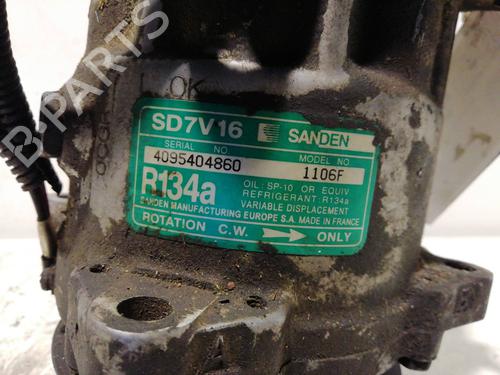 B-PARTS
OK
SD7V16 SANDEN
SERIAL NO. MODEL NO
4095404860 1106F
R134a
OIL: SP-10 OR EQUIV
REFRIGERANT: R134a
VARIABLE DISPLACEMENT
SANDEN MANUFACTURING EUROPE S.A. MADE IN FRANCE
ROTATION C.W. ONLY
A